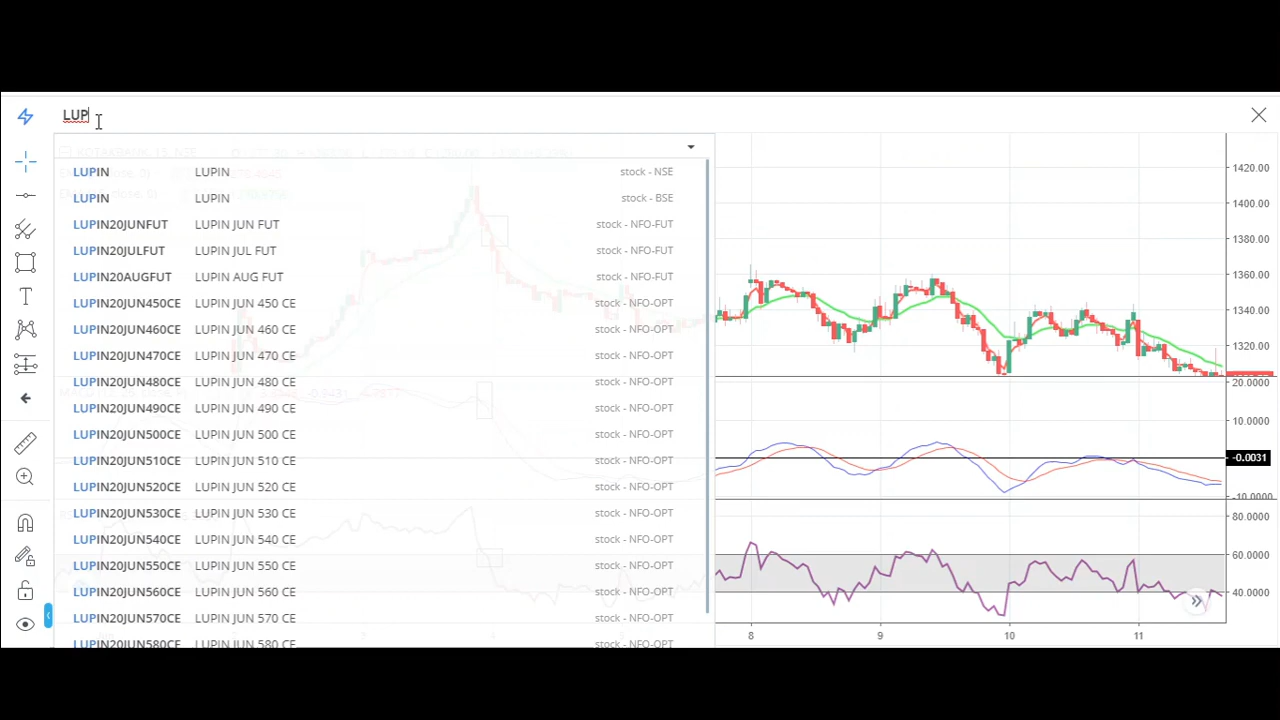 LUP
LUPIN LUPIN stock - NSE
LUPIN LUPIN stock - BSE
LUPIN20JUNFUT LUPIN JUN FUT stock - NFO-FUT
LUPIN20JULFUT LUPIN JUL FUT stock - NFO-FUT
LUPIN20AUGFUT LUPIN AUG FUT stock - NFO-FUT
LUPIN20JUN450CE LUPIN JUN 450 CE stock - NFO-OPT
LUPIN20JUN460CE LUPIN JUN 460 CE stock - NFO-OPT
LUPIN20JUN470CE LUPIN JUN 470 CE stock - NFO-OPT
LUPIN20JUN480CE LUPIN JUN 480 CE stock - NFO-OPT
LUPIN20JUN490CE LUPIN JUN 490 CE stock - NFO-OPT
LUPIN20JUN500CE LUPIN JUN 500 CE stock - NFO-OPT
LUPIN20JUN510CE LUPIN JUN 510 CE stock - NFO-OPT
LUPIN20JUN520CE LUPIN JUN 520 CE stock - NFO-OPT
LUPIN20JUN530CE LUPIN JUN 530 CE stock - NFO-OPT
LUPIN20JUN540CE LUPIN JUN 540 CE stock - NFO-OPT
LUPIN20JUN550CE LUPIN JUN 550 CE stock - NFO-OPT
LUPIN20JUN560CE LUPIN JUN 560 CE stock - NFO-OPT
LUPIN20JUN570CE LUPIN JUN 570 CE stock - NFO-OPT
LUPIN20JUN580CE LUPIN JUN 580 CE stock - NFO-OPT
1420.00
1400.00
1380.00
1360.00
1340.00
1320.00
20.0000
10.0000
-0.0031
-10.0000
80.0000
60.0000
40.0000
8 9 10 11